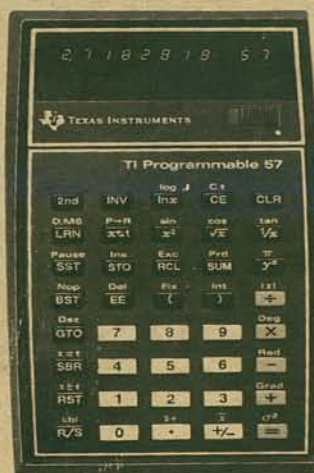 2.7182818 57
TEXAS INSTRUMENTS
TI Programmable 57
log C.t
2nd INV lnx CE CLR
D.MS P→R sin cos tan
LRN x⇄t x² √x 1/x
Pause Ins Exc Prd π
SST STO RCL SUM yˣ
Nop Del Fix Int |x|
BST EE ( ) ÷
Dsz Deg
GTO 7 8 9 X
x=t Rad
SBR 4 5 6 −
x≥t Grad
RST 1 2 3 +
Lbl Σ+ x̄ σ²
R/S 0 . +/− =